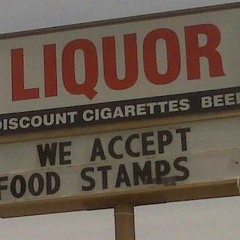 LIQUOR
DISCOUNT CIGARETTES BEER
WE ACCEPT
FOOD STAMPS